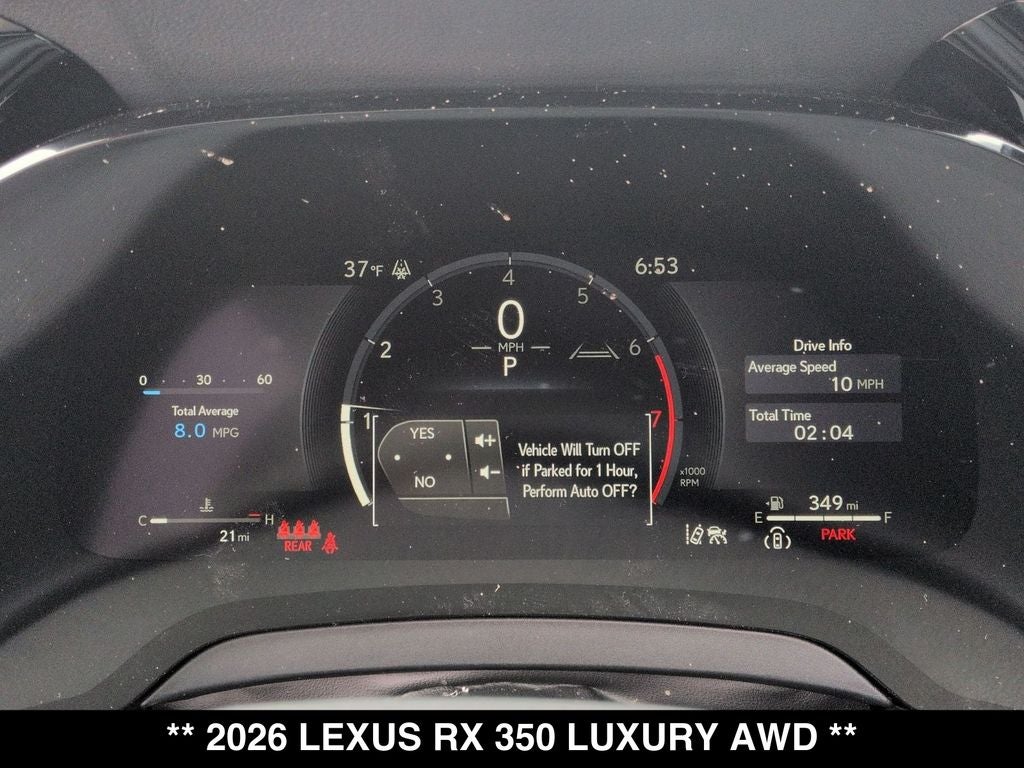 37°F
6:53
1
2
3
4
5
6
7
0
MPH
P
x1000
RPM
0 30 60
Total Average
8.0 MPG
Drive Info
Average Speed
10 MPH
Total Time
02:04
YES
NO
Vehicle Will Turn OFF
if Parked for 1 Hour,
Perform Auto OFF?
C H
21 mi
REAR
349 mi
E F
PARK
** 2026 LEXUS RX 350 LUXURY AWD **